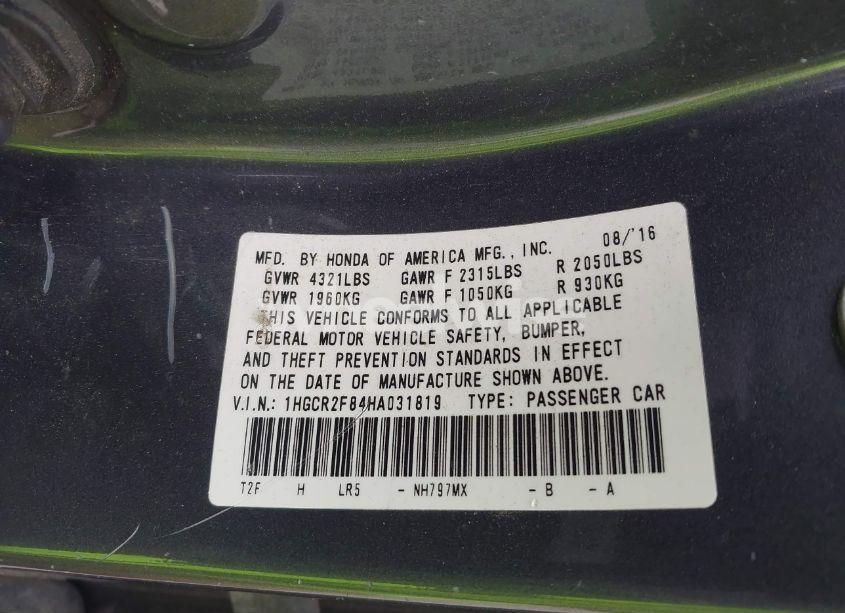 MFD. BY HONDA OF AMERICA MFG., INC. 08/'16
GVWR 4321LBS GAWR F 2315LBS R 2050LBS
GVWR 1960KG GAWR F 1050KG R 930KG
THIS VEHICLE CONFORMS TO ALL APPLICABLE
FEDERAL MOTOR VEHICLE SAFETY, BUMPER,
AND THEFT PREVENTION STANDARDS IN EFFECT
ON THE DATE OF MANUFACTURE SHOWN ABOVE.
V.I.N.: 1HGCR2F84HA031819 TYPE: PASSENGER CAR
T2F H LR5 - NH797MX - B - A